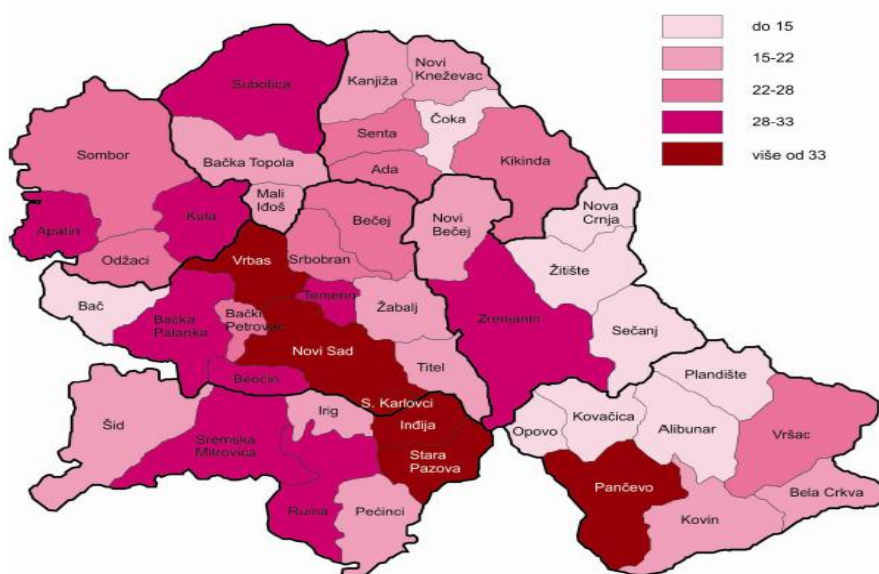 do 15
15-22
22-28
28-33
više od 33
Subotica
Kanjiža
Novi
Kneževac
Čoka
Senta
Sombor
Bačka Topola
Ada
Kikinda
Mali
Iđoš
Nova
Crnja
Apatin
Kula
Bečej
Novi
Bečej
Odžaci
Vrbas
Srbobran
Žitište
Bač
Temerin
Žabalj
Bačka
Palanka
Bački
Petrovac
Zrenjanin
Sečanj
Novi Sad
Titel
Plandište
Beočin
S. Karlovci
Irig
Kovačica
Šid
Inđija
Opovo
Alibunar
Vršac
Sremska
Mitrovica
Stara
Pazova
Pančevo
Bela Crkva
Ruma
Pećinci
Kovin